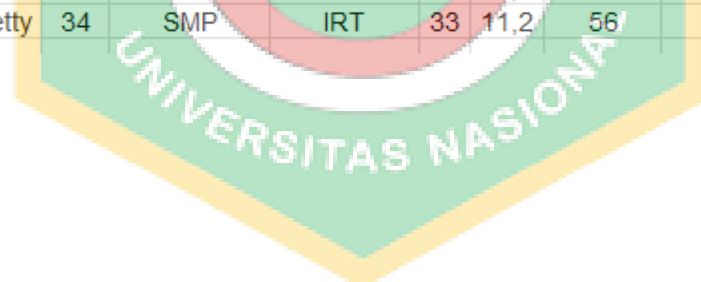 etty 34 SMP IRT 33 11,2 56
UNIVERSITAS NASIONAL